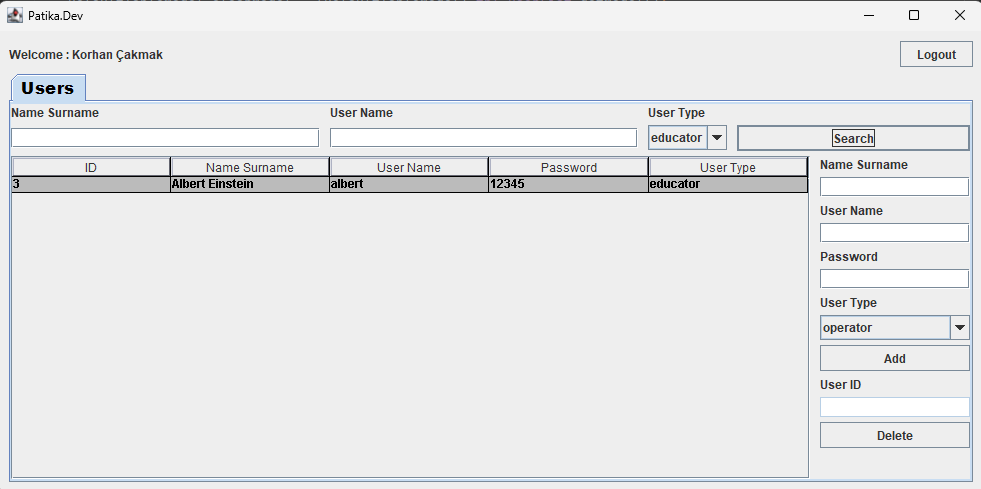 Patika.Dev
Welcome : Korhan Çakmak
Logout
Users
Name Surname User Name User Type
educator Search
ID Name Surname User Name Password User Type
3 Albert Einstein albert 12345 educator
Name Surname
User Name
Password
User Type
operator
Add
User ID
Delete